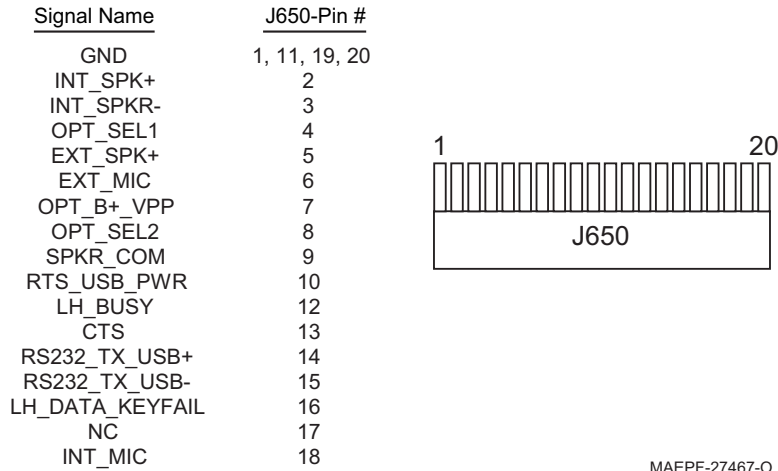 Signal Name J650-Pin #
GND 1, 11, 19, 20
INT_SPK+ 2
INT_SPKR- 3
OPT_SEL1 4
EXT_SPK+ 5
EXT_MIC 6
OPT_B+_VPP 7
OPT_SEL2 8
SPKR_COM 9
RTS_USB_PWR 10
LH_BUSY 12
CTS 13
RS232_TX_USB+ 14
RS232_TX_USB- 15
LH_DATA_KEYFAIL 16
NC 17
INT_MIC 18
1 20
J650
MAEPF-27467-O